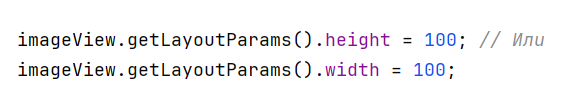 imageView.getLayoutParams().height = 100; // Или
imageView.getLayoutParams().width = 100;